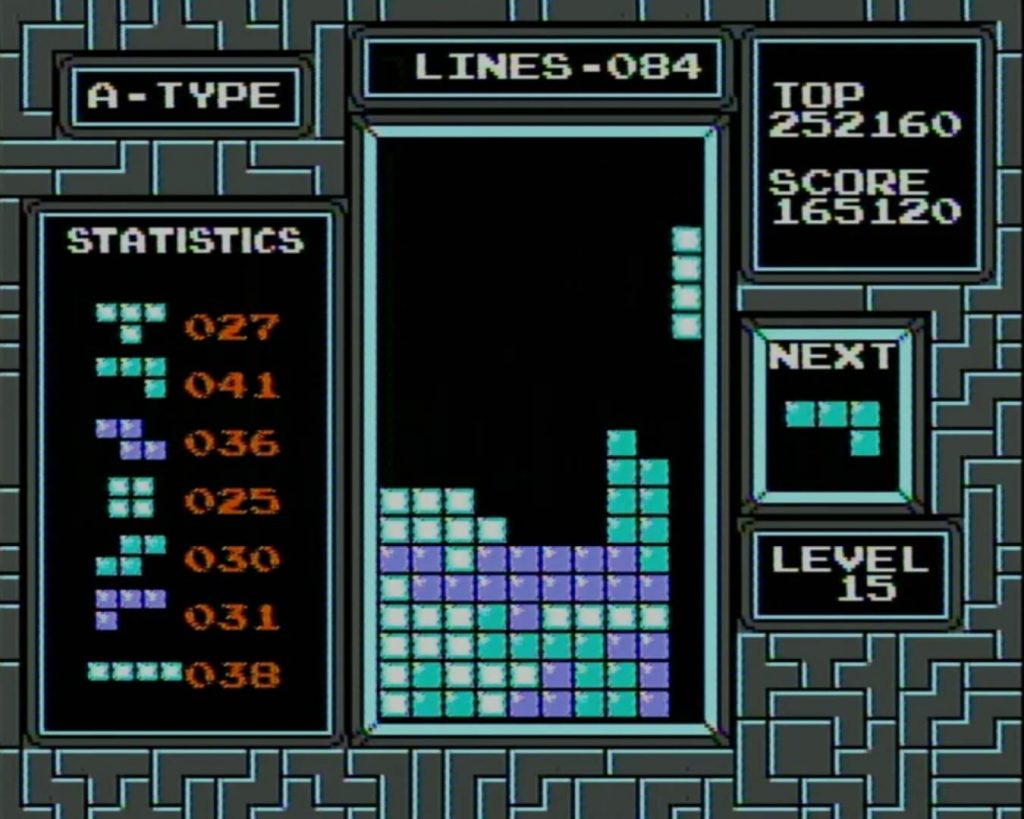 A-TYPE
LINES-084
TOP
252160
SCORE
165120
STATISTICS
027
041
036
025
030
031
038
NEXT
LEVEL
15